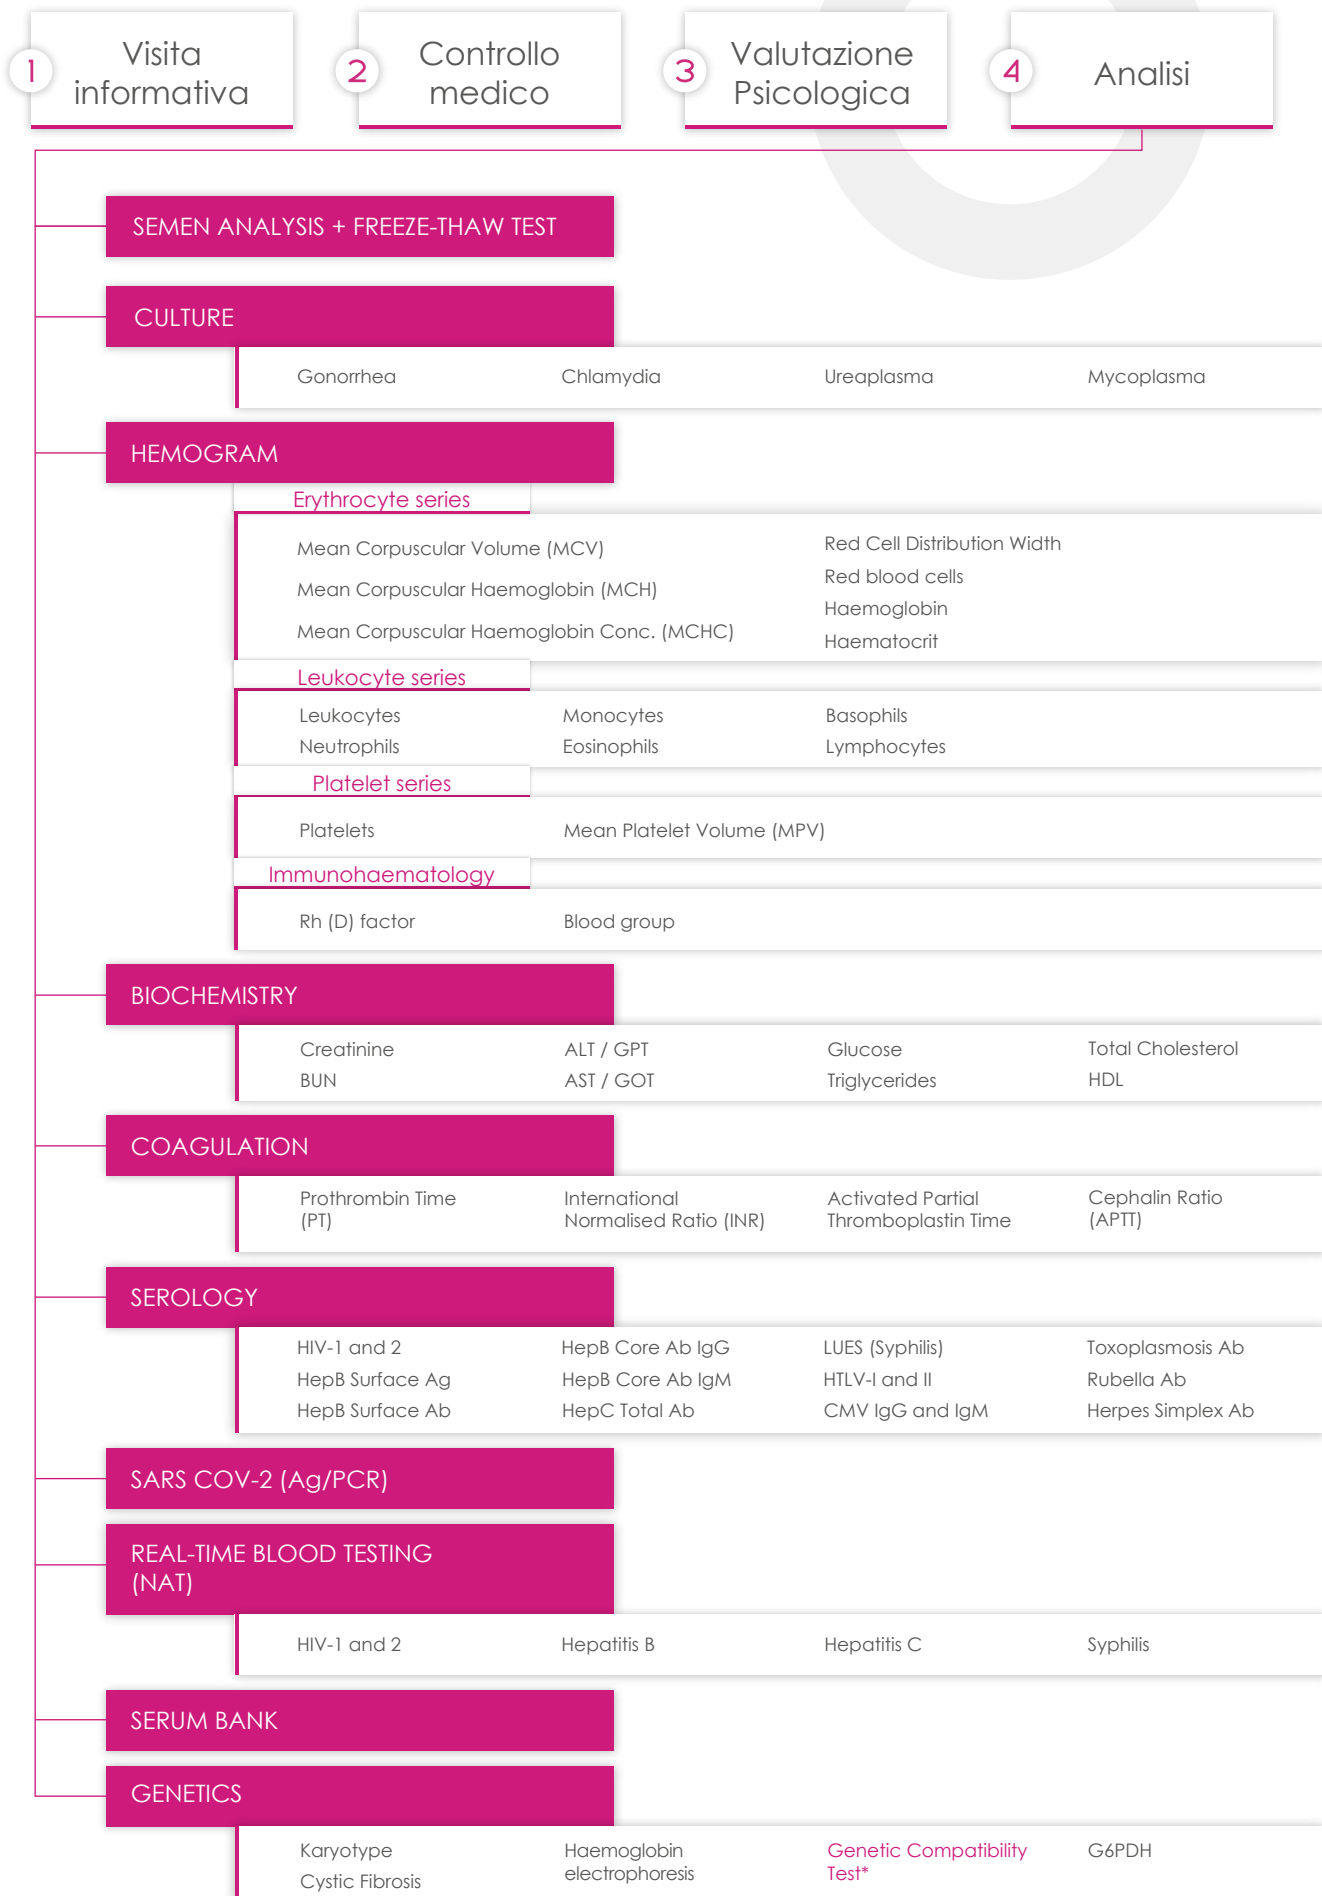 1
Visita
informativa
2
Controllo
medico
3
Valutazione
Psicologica
4
Analisi
SEMEN ANALYSIS + FREEZE-THAW TEST
CULTURE
Gonorrhea
Chlamydia
Ureaplasma
Mycoplasma
HEMOGRAM
Erythrocyte series
Mean Corpuscular Volume (MCV)
Mean Corpuscular Haemoglobin (MCH)
Mean Corpuscular Haemoglobin Conc. (MCHC)
Red Cell Distribution Width
Red blood cells
Haemoglobin
Haematocrit
Leukocyte series
Leukocytes
Monocytes
Basophils
Neutrophils
Eosinophils
Lymphocytes
Platelet series
Platelets
Mean Platelet Volume (MPV)
Immunohaematology
Rh (D) factor
Blood group
BIOCHEMISTRY
Creatinine
ALT / GPT
Glucose
Total Cholesterol
BUN
AST / GOT
Triglycerides
HDL
COAGULATION
Prothrombin Time
(PT)
International
Normalised Ratio (INR)
Activated Partial
Thromboplastin Time
Cephalin Ratio
(APTT)
SEROLOGY
HIV-1 and 2
HepB Core Ab IgG
LUES (Syphilis)
Toxoplasmosis Ab
HepB Surface Ag
HepB Core Ab IgM
HTLV-I and II
Rubella Ab
HepB Surface Ab
HepC Total Ab
CMV IgG and IgM
Herpes Simplex Ab
SARS COV-2 (Ag/PCR)
REAL-TIME BLOOD TESTING
(NAT)
HIV-1 and 2
Hepatitis B
Hepatitis C
Syphilis
SERUM BANK
GENETICS
Karyotype
Cystic Fibrosis
Haemoglobin
electrophoresis
Genetic Compatibility
Test*
G6PDH